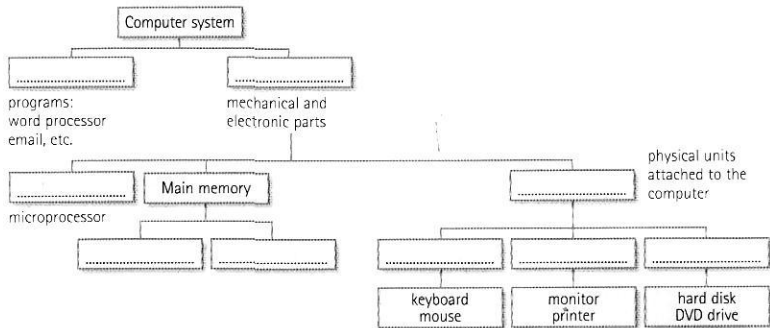 Computer system
programs:
word processor
email, etc.
mechanical and
electronic parts
physical units
attached to the
computer
Main memory
microprocessor
keyboard
mouse
monitor
printer
hard disk
DVD drive